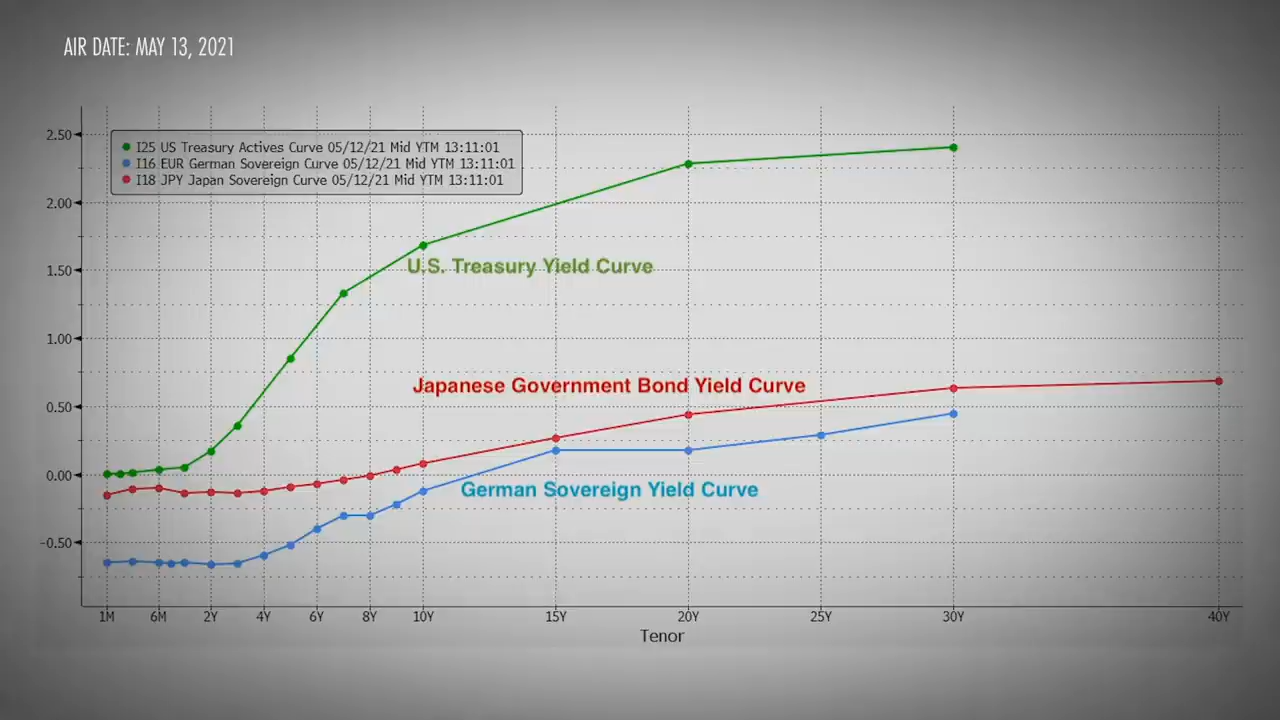 AIR DATE: MAY 13, 2021
2.50
2.00
1.50
1.00
0.50
0.00
-0.50
I25 US Treasury Actives Curve 05/12/21 Mid YTM 13:11:01
I16 EUR German Sovereign Curve 05/12/21 Mid YTM 13:11:01
I18 JPY Japan Sovereign Curve 05/12/21 Mid YTM 13:11:01
U.S. Treasury Yield Curve
Japanese Government Bond Yield Curve
German Sovereign Yield Curve
1M 6M 2Y 4Y 6Y 8Y 10Y 15Y 20Y 25Y 30Y 40Y
Tenor